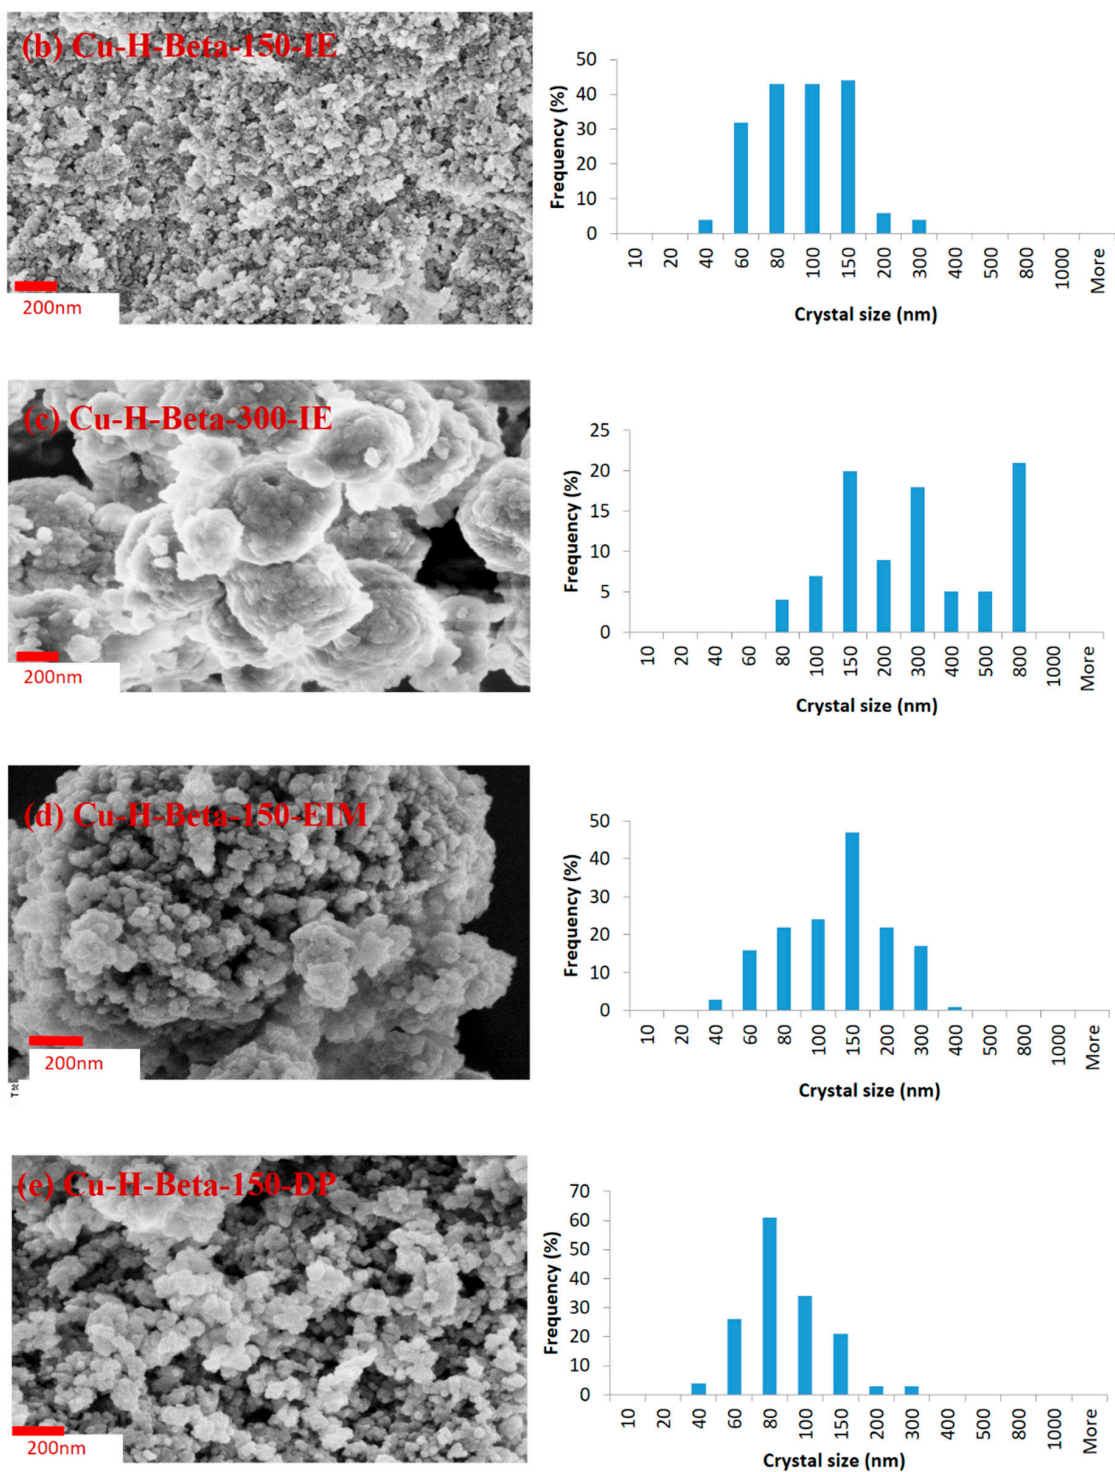 (b) Cu-H-Beta-150-IE
200nm
Frequency (%)
50
40
30
20
10
0
10 20 40 60 80 100 150 200 300 400 500 800 1000 More
Crystal size (nm)
(c) Cu-H-Beta-300-IE
200nm
Frequency (%)
25
20
15
10
5
0
10 20 40 60 80 100 150 200 300 400 500 800 1000 More
Crystal size (nm)
(d) Cu-H-Beta-150-EIM
200nm
Frequency (%)
50
40
30
20
10
0
10 20 40 60 80 100 150 200 300 400 500 800 1000 More
Crystal size (nm)
(e) Cu-H-Beta-150-DP
200nm
Frequency (%)
70
60
50
40
30
20
10
0
10 20 40 60 80 100 150 200 300 400 500 800 1000 More
Crystal size (nm)